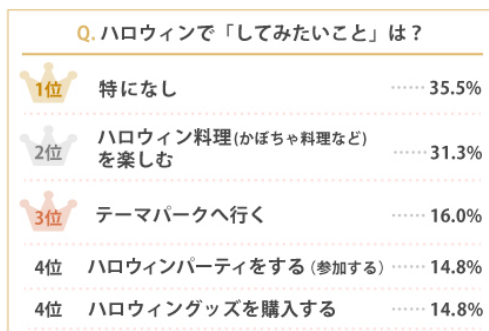 Q. ハロウィンで「してみたいこと」は？
1位 特になし ……35.5%
2位 ハロウィン料理(かぼちゃ料理など)
を楽しむ ……31.3%
3位 テーマパークへ行く ……16.0%
4位 ハロウィンパーティをする（参加する）……14.8%
4位 ハロウィングッズを購入する ……14.8%